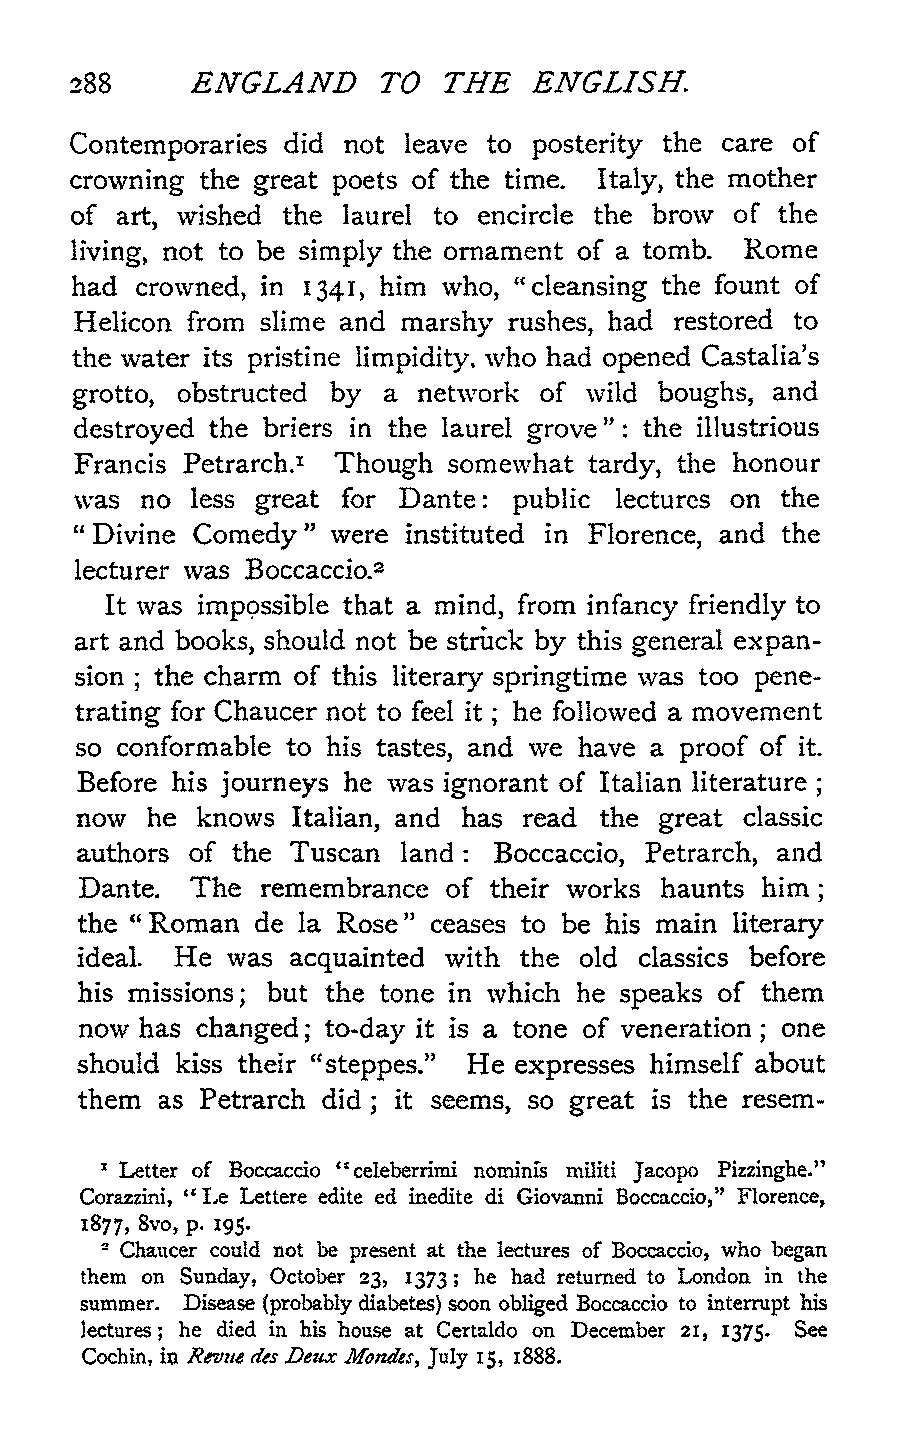 288 ENGLAND TO THE ENGLISH.
Contemporaries did not leave to posterity the care of
crowning the great poets of the time. Italy, the mother
of art, wished the laurel to encircle the brow of the
living, not to be simply the ornament of a tomb. Rome
had crowned, in 1341, him who, "cleansing the fount of
Helicon from slime and marshy rushes, had restored to
the water its pristine limpidity, who had opened Castalia's
grotto, obstructed by a network of wild boughs, and
destroyed the briers in the laurel grove": the illustrious
Francis Petrarch.¹ Though somewhat tardy, the honour
was no less great for Dante: public lectures on the
"Divine Comedy" were instituted in Florence, and the
lecturer was Boccaccio.²
It was impossible that a mind, from infancy friendly to
art and books, should not be struck by this general expan-
sion ; the charm of this literary springtime was too pene-
trating for Chaucer not to feel it ; he followed a movement
so conformable to his tastes, and we have a proof of it.
Before his journeys he was ignorant of Italian literature ;
now he knows Italian, and has read the great classic
authors of the Tuscan land : Boccaccio, Petrarch, and
Dante. The remembrance of their works haunts him ;
the "Roman de la Rose" ceases to be his main literary
ideal. He was acquainted with the old classics before
his missions; but the tone in which he speaks of them
now has changed; to-day it is a tone of veneration ; one
should kiss their "steppes." He expresses himself about
them as Petrarch did ; it seems, so great is the resem-
¹ Letter of Boccaccio "celeberrimi nominis militi Jacopo Pizzinghe."
Corazzini, "Le Lettere edite ed inedite di Giovanni Boccaccio," Florence,
1877, 8vo, p. 195.
² Chaucer could not be present at the lectures of Boccaccio, who began
them on Sunday, October 23, 1373; he had returned to London in the
summer. Disease (probably diabetes) soon obliged Boccaccio to interrupt his
lectures; he died in his house at Certaldo on December 21, 1375. See
Cochin, in Revue des Deux Mondes, July 15, 1888.